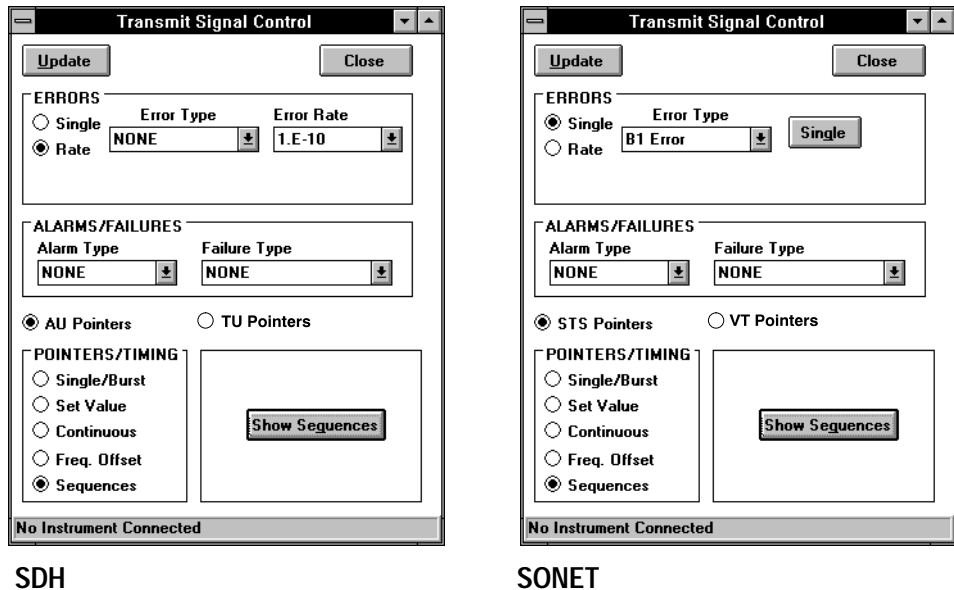 Transmit Signal Control
Update Close
ERRORS
Single Error Type Error Rate
Rate NONE 1.E-10
ALARMS/FAILURES
Alarm Type Failure Type
NONE NONE
AU Pointers TU Pointers
POINTERS/TIMING
Single/Burst
Set Value
Continuous
Freq. Offset
Sequences
Show Sequences
No Instrument Connected
SDH
Transmit Signal Control
Update Close
ERRORS
Single Error Type
Rate B1 Error Single
ALARMS/FAILURES
Alarm Type Failure Type
NONE NONE
STS Pointers VT Pointers
POINTERS/TIMING
Single/Burst
Set Value
Continuous
Freq. Offset
Sequences
Show Sequences
No Instrument Connected
SONET